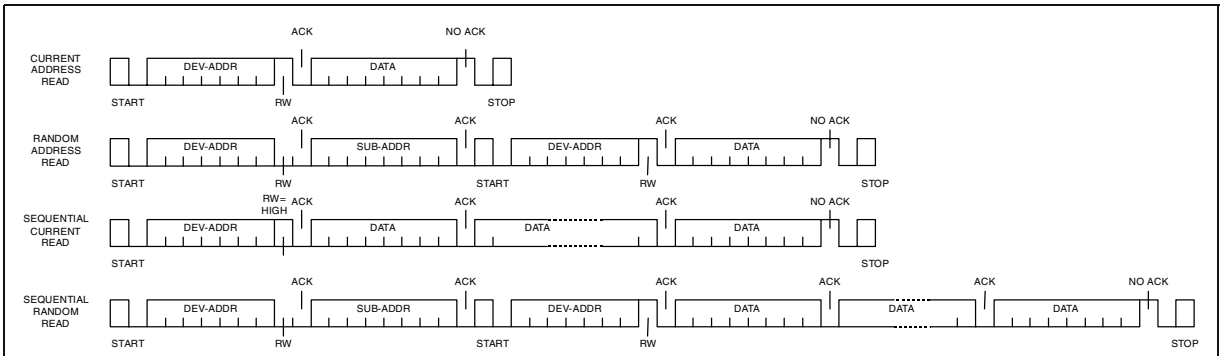 ACK NO ACK
CURRENT
ADDRESS
READ
DEV-ADDR DATA
START RW STOP
ACK ACK ACK NO ACK
RANDOM
ADDRESS
READ
DEV-ADDR SUB-ADDR DEV-ADDR DATA
START RW START RW STOP
RW=
HIGH
ACK ACK ACK NO ACK
SEQUENTIAL
CURRENT
READ
DEV-ADDR DATA DATA DATA
START STOP
ACK ACK ACK ACK ACK NO ACK
SEQUENTIAL
RANDOM
READ
DEV-ADDR SUB-ADDR DEV-ADDR DATA DATA DATA
START RW START RW STOP